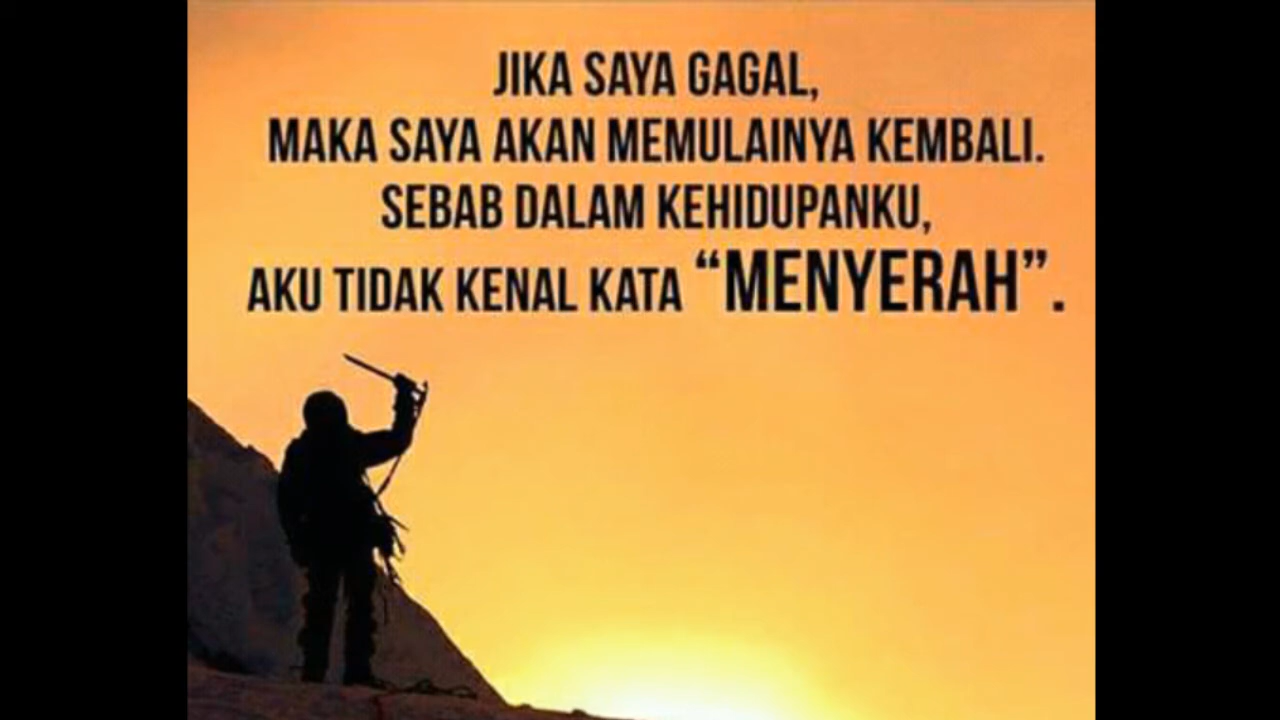 JIKA SAYA GAGAL,
MAKA SAYA AKAN MEMULAINYA KEMBALI.
SEBAB DALAM KEHIDUPANKU,
AKU TIDAK KENAL KATA “MENYERAH”.